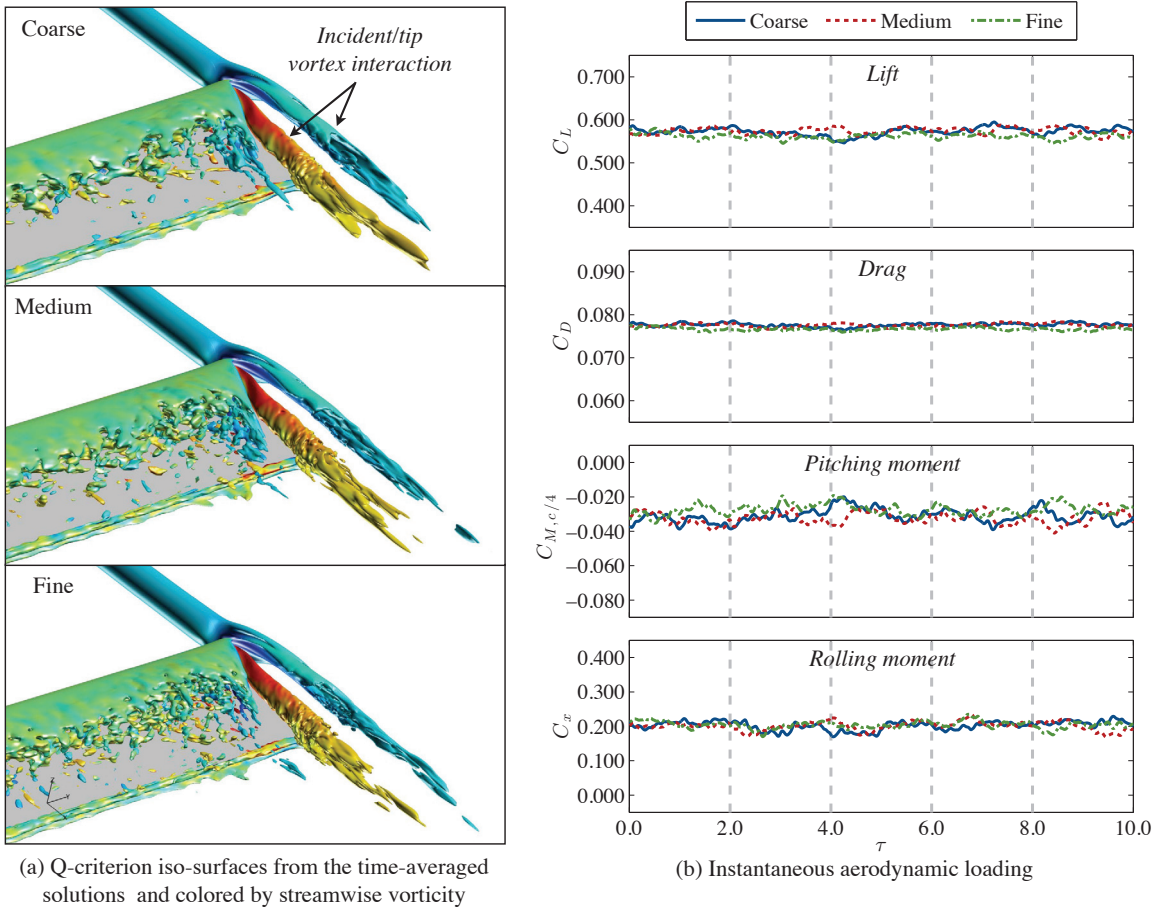 Coarse
Incident/tip
vortex interaction
Medium
Fine
(a) Q-criterion iso-surfaces from the time-averaged
solutions and colored by streamwise vorticity
Coarse Medium Fine
Lift
0.700
0.600
0.500
0.400
C_L
Drag
0.090
0.080
0.070
0.060
C_D
Pitching moment
0.000
−0.020
−0.040
−0.060
−0.080
C_{M,c/4}
Rolling moment
0.400
0.300
0.200
0.100
0.000
C_x
0.0 2.0 4.0 6.0 8.0 10.0
τ
(b) Instantaneous aerodynamic loading